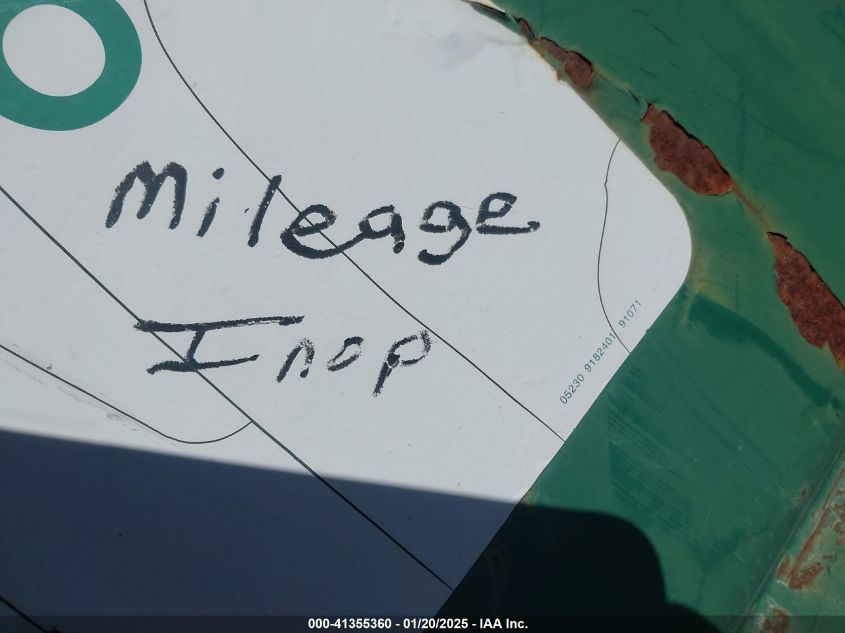 Mileage
Inop
05230 9182401 91071
000-41355360 - 01/20/2025 - IAA Inc.